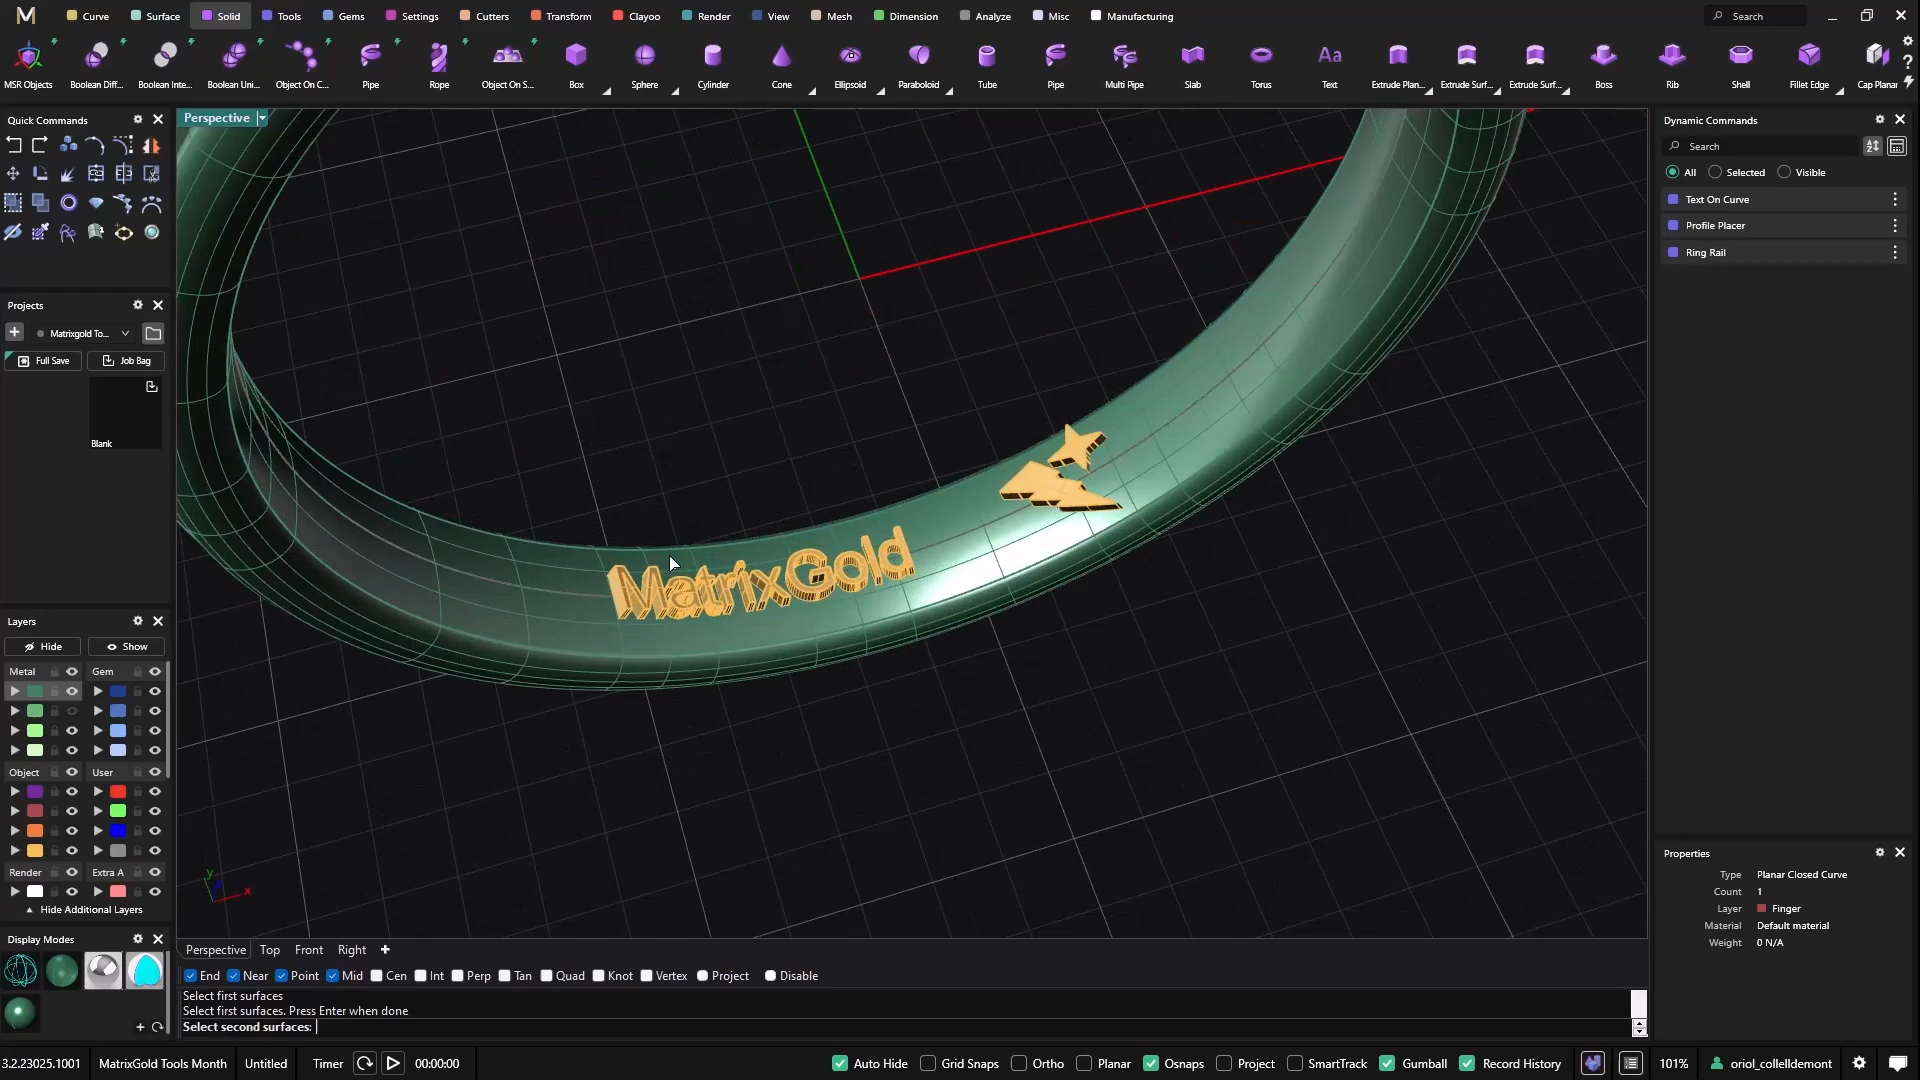 Curve Surface Solid Tools Gems Settings Cutters Transform Clayoo Render View Mesh Dimension Analyze Misc Manufacturing Search
MSR Objects Boolean Diff... Boolean Inte... Boolean Uni... Object On C... Pipe Rope Object On S... Box Sphere Cylinder Cone Ellipsoid Paraboloid Tube Pipe Multi Pipe Slab Torus Text Extrude Plan... Extrude Surf... Extrude Surf... Boss Rib Shell Fillet Edge Cap Planar
Quick Commands
Projects
Matrixgold To...
Full Save Job Bag
Blank
Layers
Hide Show
Metal Gem
Object User
Render Extra A
Hide Additional Layers
Display Modes
Perspective
MatrixGold
y
x
Perspective Top Front Right
End Near Point Mid Cen Int Perp Tan Quad Knot Vertex Project Disable
Select first surfaces
Select first surfaces. Press Enter when done
Select second surfaces:
Dynamic Commands
Search
All Selected Visible
Text On Curve
Profile Placer
Ring Rail
Properties
Type Planar Closed Curve
Count 1
Layer Finger
Material Default material
Weight 0 N/A
3.2.23025.1001 MatrixGold Tools Month Untitled Timer 00:00:00 Auto Hide Grid Snaps Ortho Planar Osnaps Project SmartTrack Gumball Record History 101% oriol_collelldemont